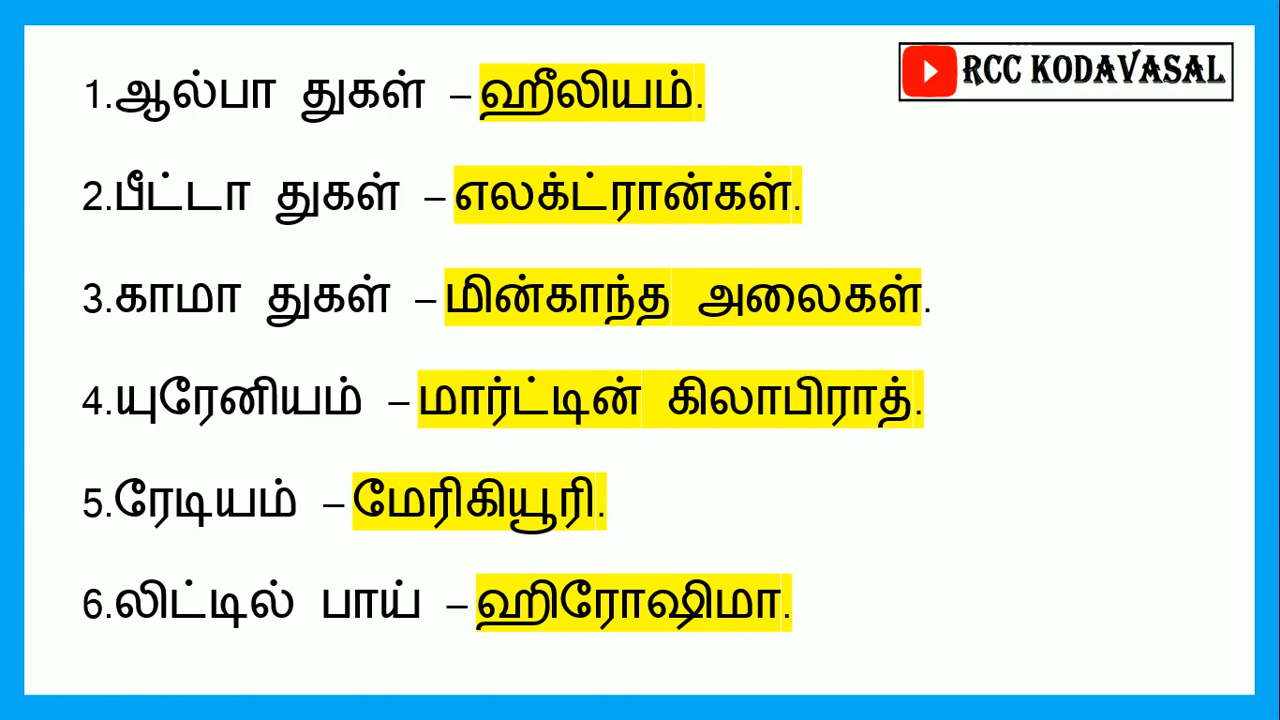 RCC KODAVASAL
1.ஆல்பா துகள் – ஹீலியம்.
2.பீட்டா துகள் – எலக்ட்ரான்கள்.
3.காமா துகள் – மின்காந்த அலைகள்.
4.யுரேனியம் – மார்ட்டின் கிலாபிராத்.
5.ரேடியம் – மேரிகியூரி.
6.லிட்டில் பாய் – ஹிரோஷிமா.